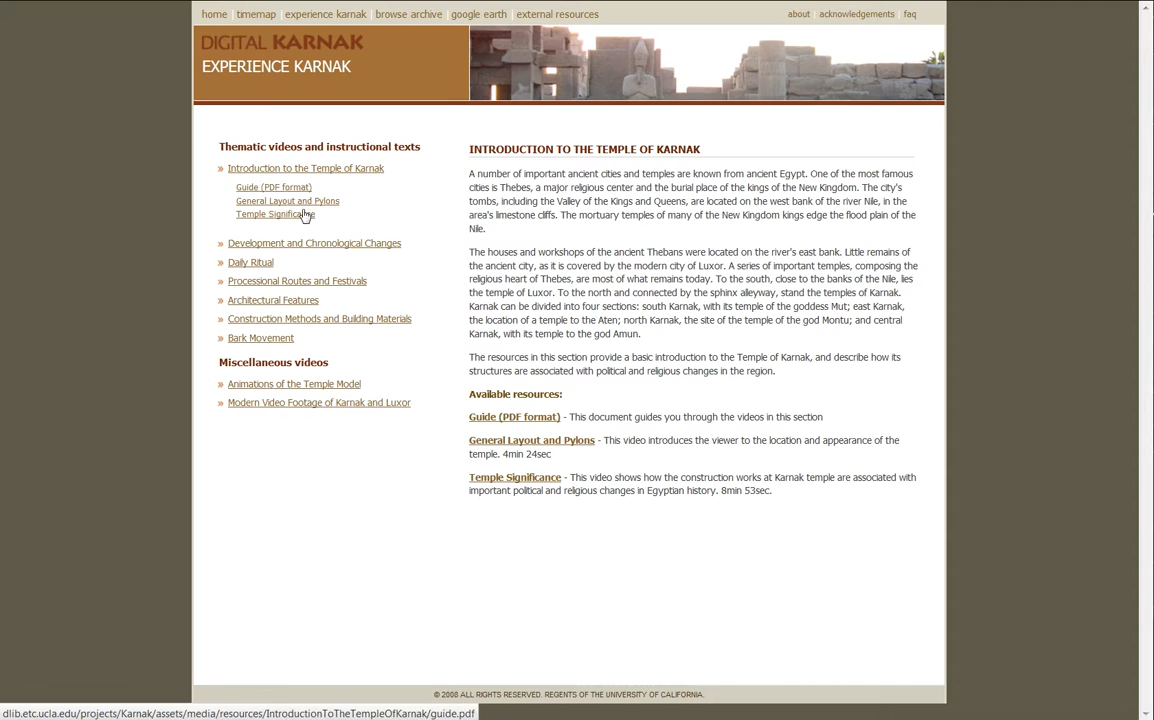 home | timemap | experience karnak | browse archive | google earth | external resources
about | acknowledgements | faq
DIGITAL KARNAK
EXPERIENCE KARNAK
Thematic videos and instructional texts
» Introduction to the Temple of Karnak
Guide (PDF format)
General Layout and Pylons
Temple Significance
» Development and Chronological Changes
» Daily Ritual
» Processional Routes and Festivals
» Architectural Features
» Construction Methods and Building Materials
» Bark Movement
Miscellaneous videos
» Animations of the Temple Model
» Modern Video Footage of Karnak and Luxor
INTRODUCTION TO THE TEMPLE OF KARNAK
A number of important ancient cities and temples are known from ancient Egypt. One of the most famous
cities is Thebes, a major religious center and the burial place of the kings of the New Kingdom. The city's
tombs, including the Valley of the Kings and Queens, are located on the west bank of the river Nile, in the
area's limestone cliffs. The mortuary temples of many of the New Kingdom kings edge the flood plain of the
Nile.
The houses and workshops of the ancient Thebans were located on the river's east bank. Little remains of
the ancient city, as it is covered by the modern city of Luxor. A series of important temples, composing the
religious heart of Thebes, are most of what remains today. To the south, close to the banks of the Nile, lies
the temple of Luxor. To the north and connected by the sphinx alleyway, stand the temples of Karnak.
Karnak can be divided into four sections: south Karnak, with its temple of the goddess Mut; east Karnak,
the location of a temple to the Aten; north Karnak, the site of the temple of the god Montu; and central
Karnak, with its temple to the god Amun.
The resources in this section provide a basic introduction to the Temple of Karnak, and describe how its
structures are associated with political and religious changes in the region.
Available resources:
Guide (PDF format) - This document guides you through the videos in this section
General Layout and Pylons - This video introduces the viewer to the location and appearance of the
temple. 4min 24sec
Temple Significance - This video shows how the construction works at Karnak temple are associated with
important political and religious changes in Egyptian history. 8min 53sec.
© 2008 ALL RIGHTS RESERVED. REGENTS OF THE UNIVERSITY OF CALIFORNIA.
dlib.etc.ucla.edu/projects/Karnak/assets/media/resources/IntroductionToTheTempleOfKarnak/guide.pdf